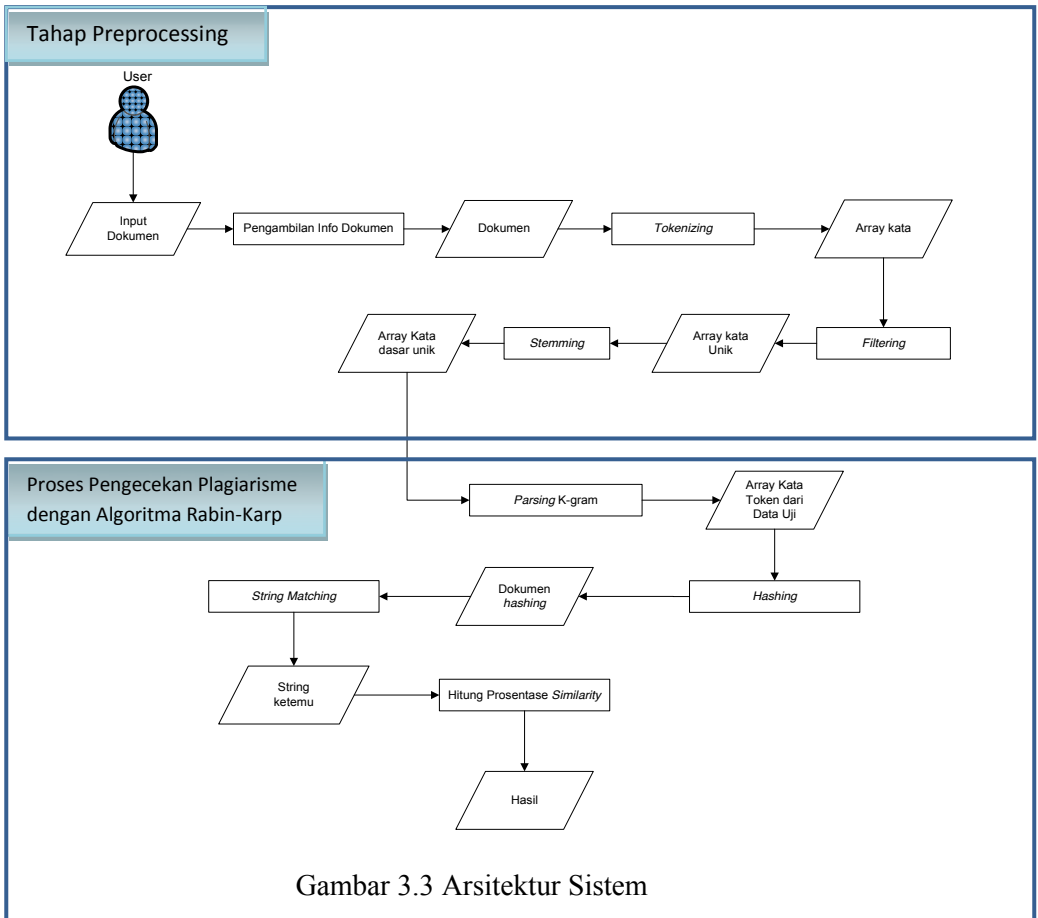 Tahap Preprocessing
User
Input
Dokumen
Pengambilan Info Dokumen
Dokumen
Tokenizing
Array kata
Filtering
Array kata
Unik
Stemming
Array Kata
dasar unik
Proses Pengecekan Plagiarisme
dengan Algoritma Rabin-Karp
Parsing K-gram
Array Kata
Token dari
Data Uji
Hashing
Dokumen
hashing
String Matching
String
ketemu
Hitung Prosentase Similarity
Hasil
Gambar 3.3 Arsitektur Sistem